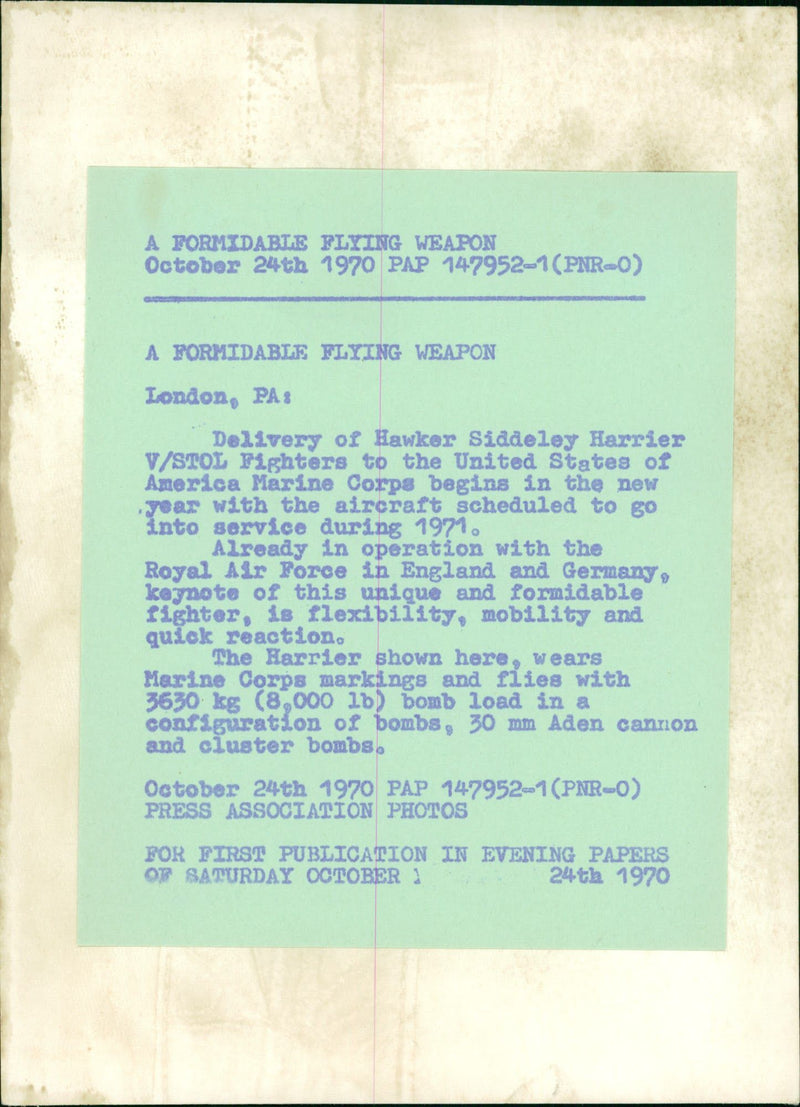 A FORMIDABLE FLYING WEAPON
October 24th 1970 PAP 147952-1(PNR-O)
A FORMIDABLE FLYING WEAPON
London, PA:
Delivery of Hawker Siddeley Harrier
V/STOL Fighters to the United States of
America Marine Corps begins in the new
year with the aircraft scheduled to go
into service during 1971.
Already in operation with the
Royal Air Force in England and Germany,
keynote of this unique and formidable
fighter, is flexibility, mobility and
quick reaction.
The Harrier shown here, wears
Marine Corps markings and flies with
3630 kg (8,000 lb) bomb load in a
configuration of bombs, 30 mm Aden cannon
and cluster bombs.
October 24th 1970 PAP 147952-1(PNR-O)
PRESS ASSOCIATION PHOTOS
FOR FIRST PUBLICATION IN EVENING PAPERS
OF SATURDAY OCTOBER 24th 1970